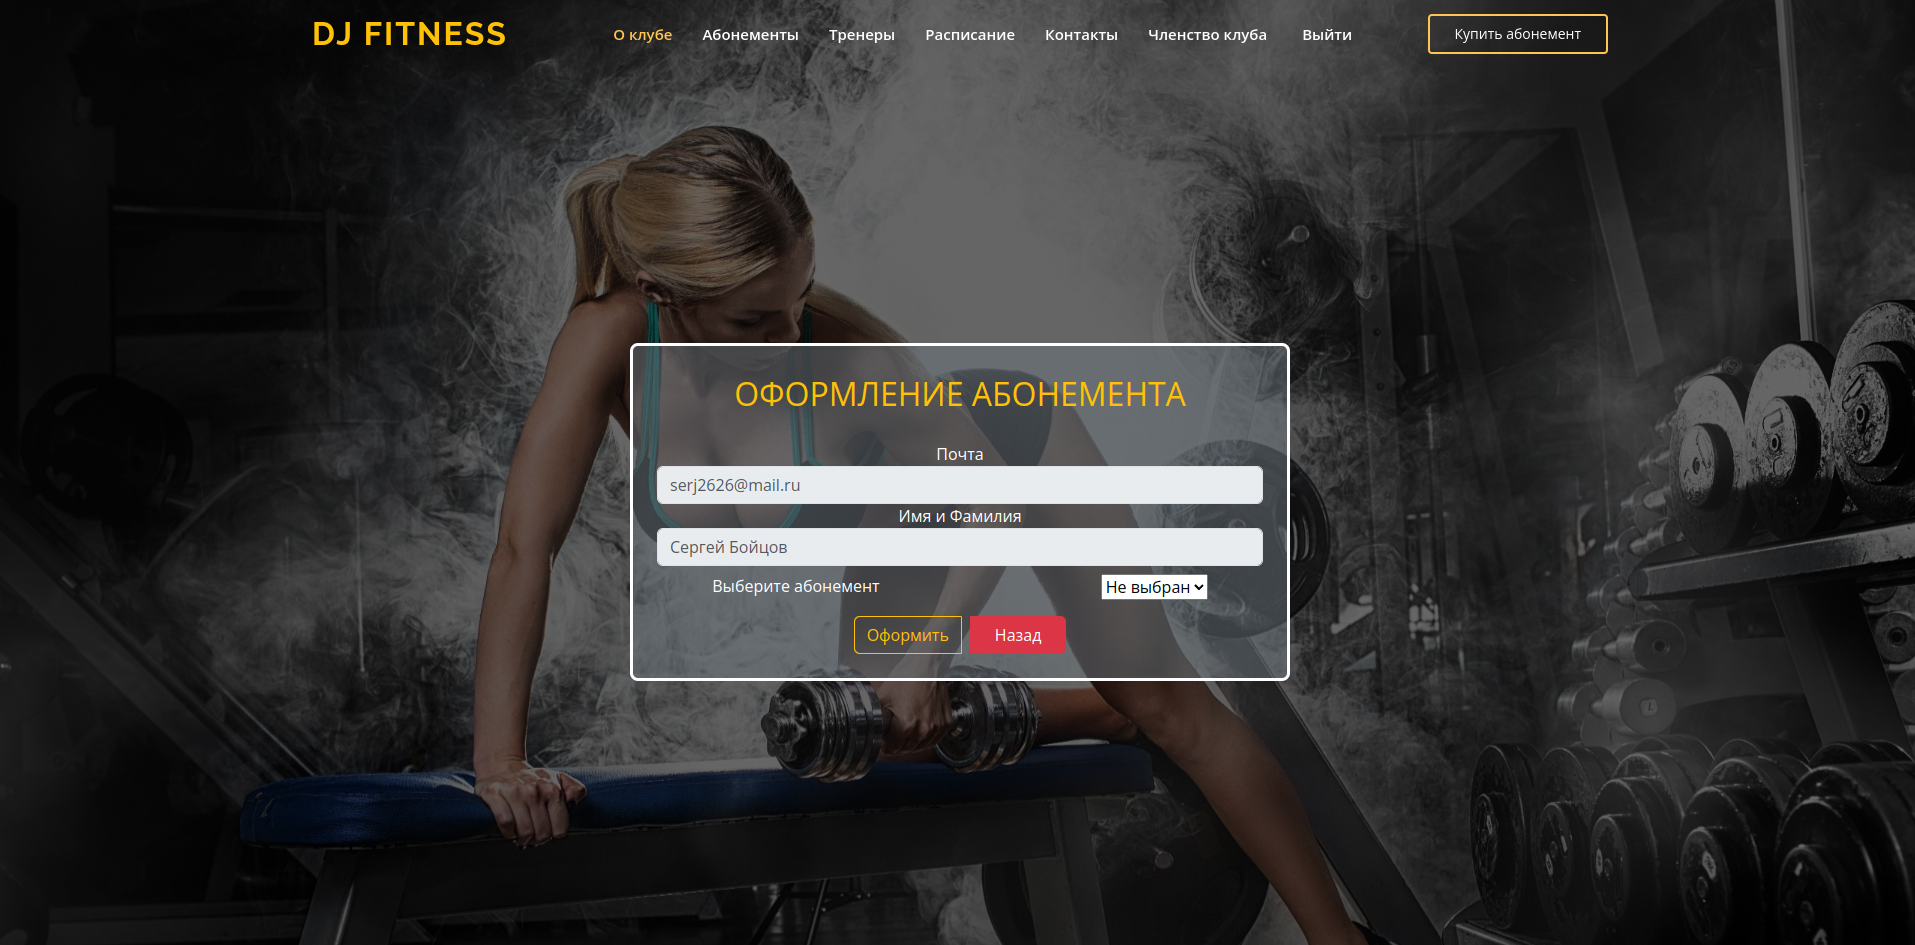 DJ FITNESS
О клубе Абонементы Тренеры Расписание Контакты Членство клуба Выйти Купить абонемент
ОФОРМЛЕНИЕ АБОНЕМЕНТА
Почта
serj2626@mail.ru
Имя и Фамилия
Сергей Бойцов
Выберите абонемент Не выбран
Оформить Назад